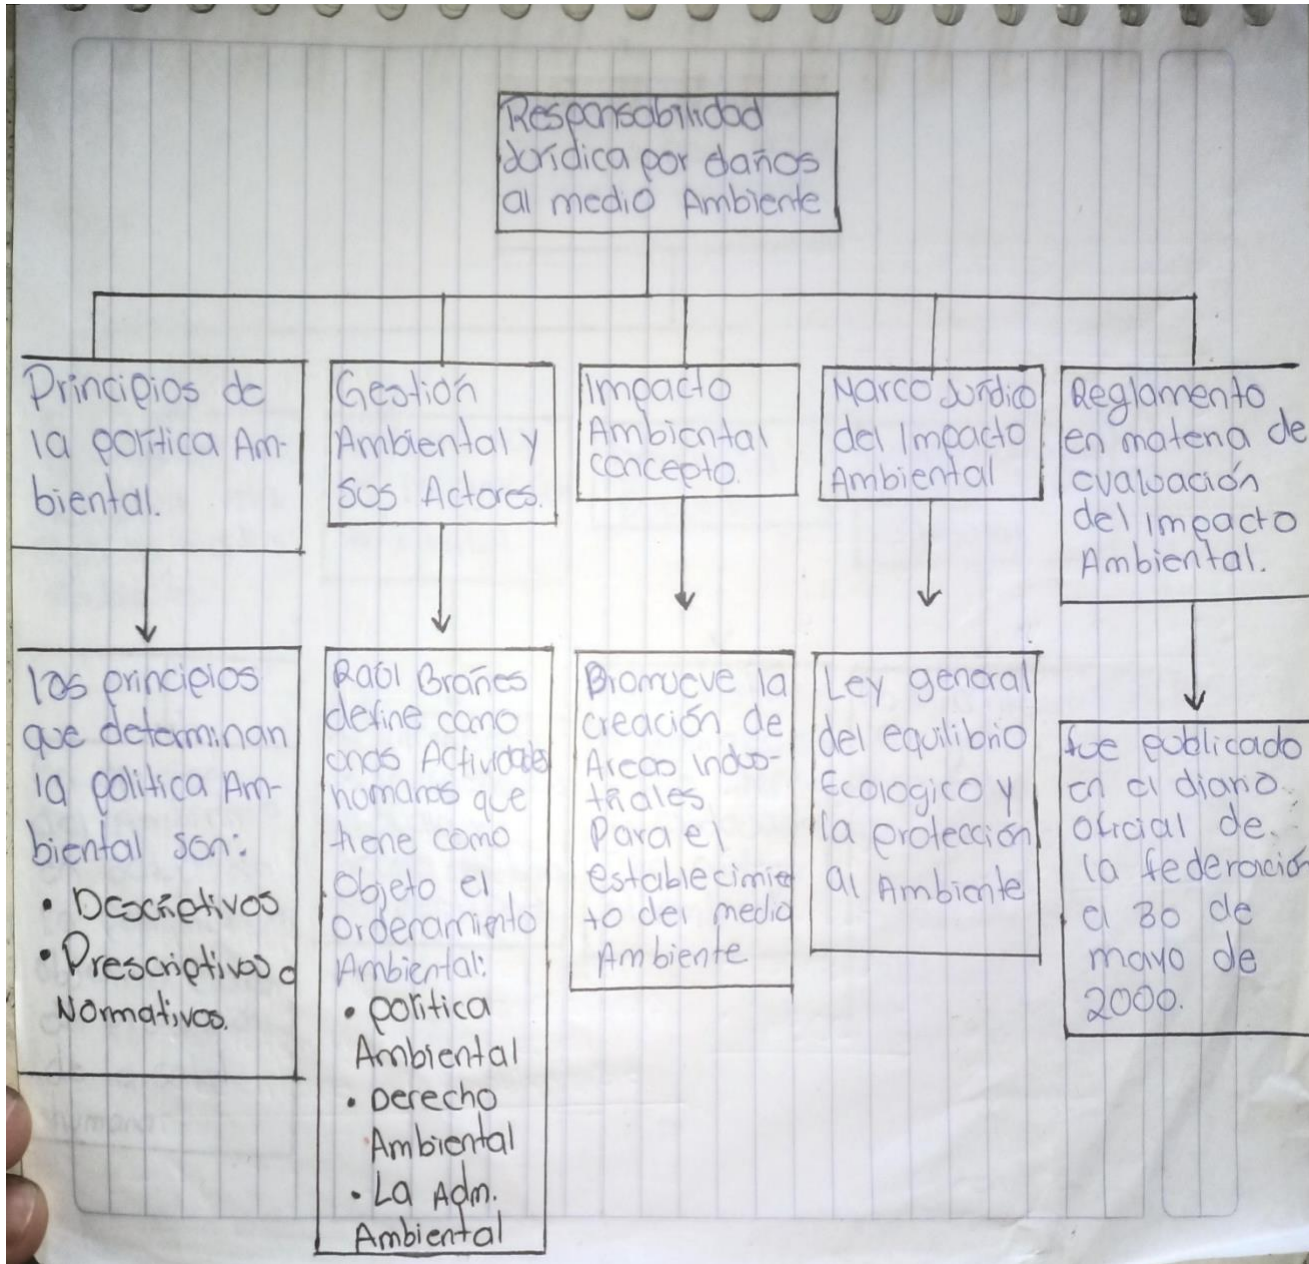 Responsabilidad
Jurídica por daños
al medio Ambiente
Principios de
la política Am-
biental.
Gestión
Ambiental y
sus Actores.
Impacto
Ambiental
concepto.
Marco Jurídico
del Impacto
Ambiental
Reglamento
en materia de
evaluación
del impacto
Ambiental.
los principios
que determinan
la politica Am-
biental son:
• Descriptivos
• Prescriptivos o
Normativos.
Raúl Brañes
define como
unas Actividades
humanas que
tiene como
Objeto el
Ordenamiento
Ambiental:
• política
Ambiental
• Derecho
Ambiental
• La Adm.
Ambiental
Promueve la
creación de
Areas Indus-
triales
Para el
establecimie
to del medio
Ambiente
Ley general
del equilibrio
Ecologico y
la protección
al Ambiente
fue publicado
en el diario
oficial de
la federación
el 30 de
mayo de
2000.